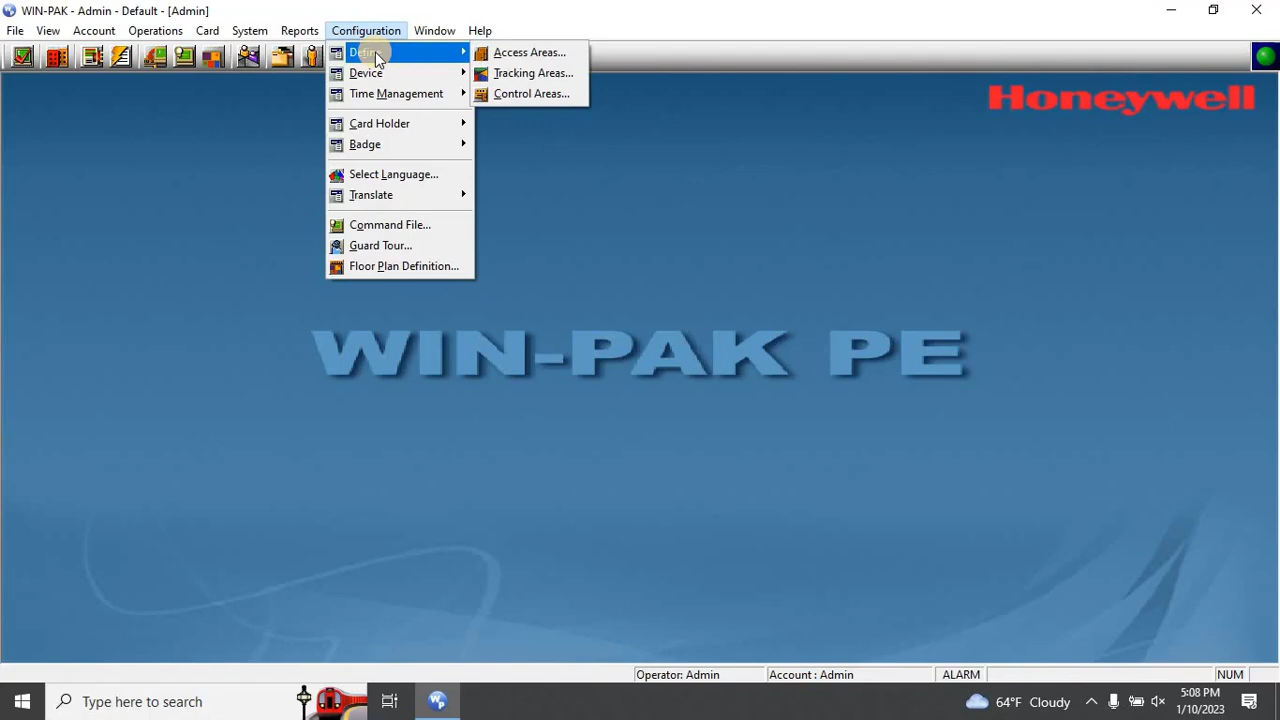 WIN-PAK - Admin - Default - [Admin]
File View Account Operations Card System Reports Configuration Window Help
Define
Device
Time Management
Card Holder
Badge
Select Language...
Translate
Command File...
Guard Tour...
Floor Plan Definition...
Access Areas...
Tracking Areas...
Control Areas...
Honeywell
WIN-PAK PE
Operator: Admin Account : Admin ALARM NUM
Type here to search
64°F Cloudy
5:08 PM
1/10/2023